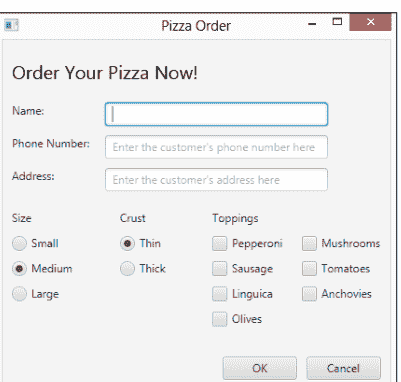 Pizza Order
Order Your Pizza Now!
Name:
Phone Number: Enter the customer's phone number here
Address: Enter the customer's address here
Size Crust Toppings
Small Thin Pepperoni Mushrooms
Medium Thick Sausage Tomatoes
Large Linguica Anchovies
Olives
OK Cancel